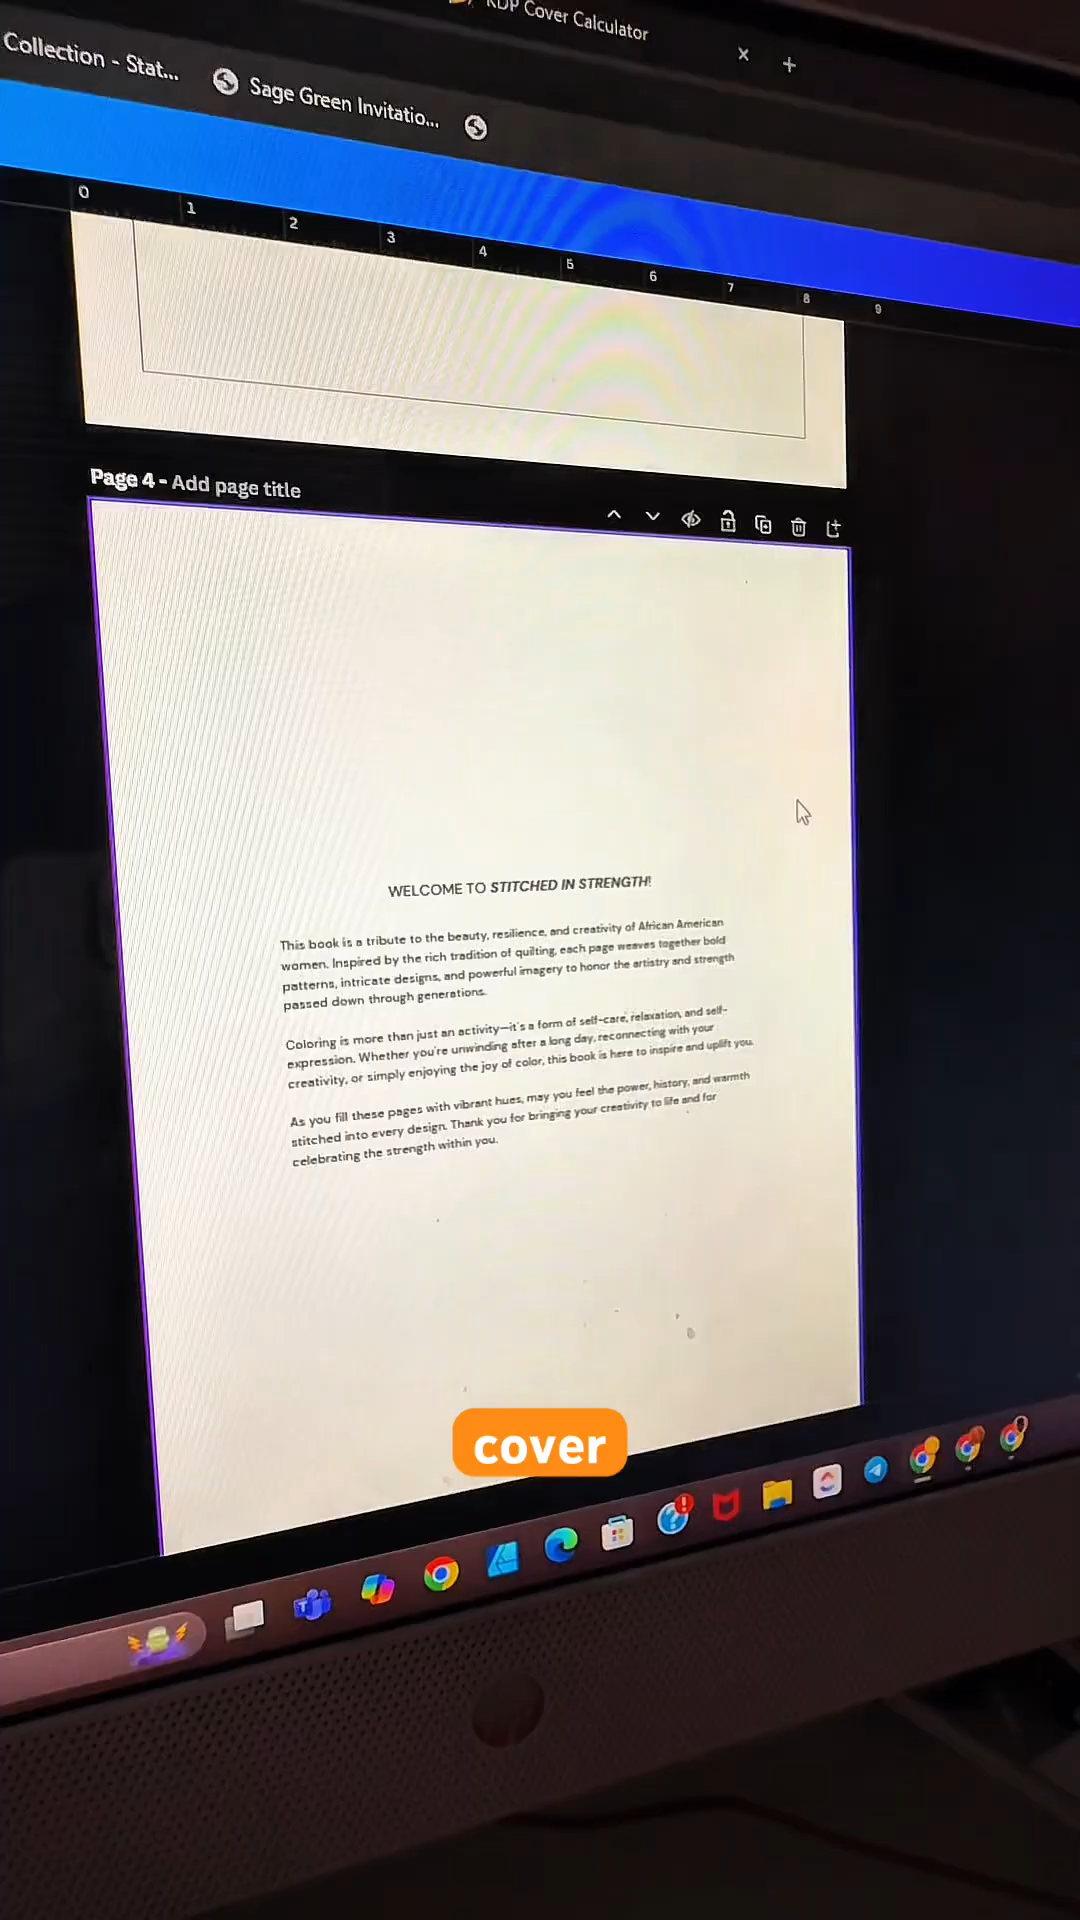 KDP Cover Calculator
Collection - Stat...
Sage Green Invitatio...
0 1 2 3 4 5 6 7 8 9
Page 4 - Add page title
WELCOME TO STITCHED IN STRENGTH!
This book is a tribute to the beauty, resilience, and creativity of African American
women. Inspired by the rich tradition of quilting, each page weaves together bold
patterns, intricate designs, and powerful imagery to honor the artistry and strength
passed down through generations.
Coloring is more than just an activity—it's a form of self-care, relaxation, and self-
expression. Whether you're unwinding after a long day, reconnecting with your
creativity, or simply enjoying the joy of color, this book is here to inspire and uplift you.
As you fill these pages with vibrant hues, may you feel the power, history, and warmth
stitched into every design. Thank you for bringing your creativity to life and for
celebrating the strength within you.
cover